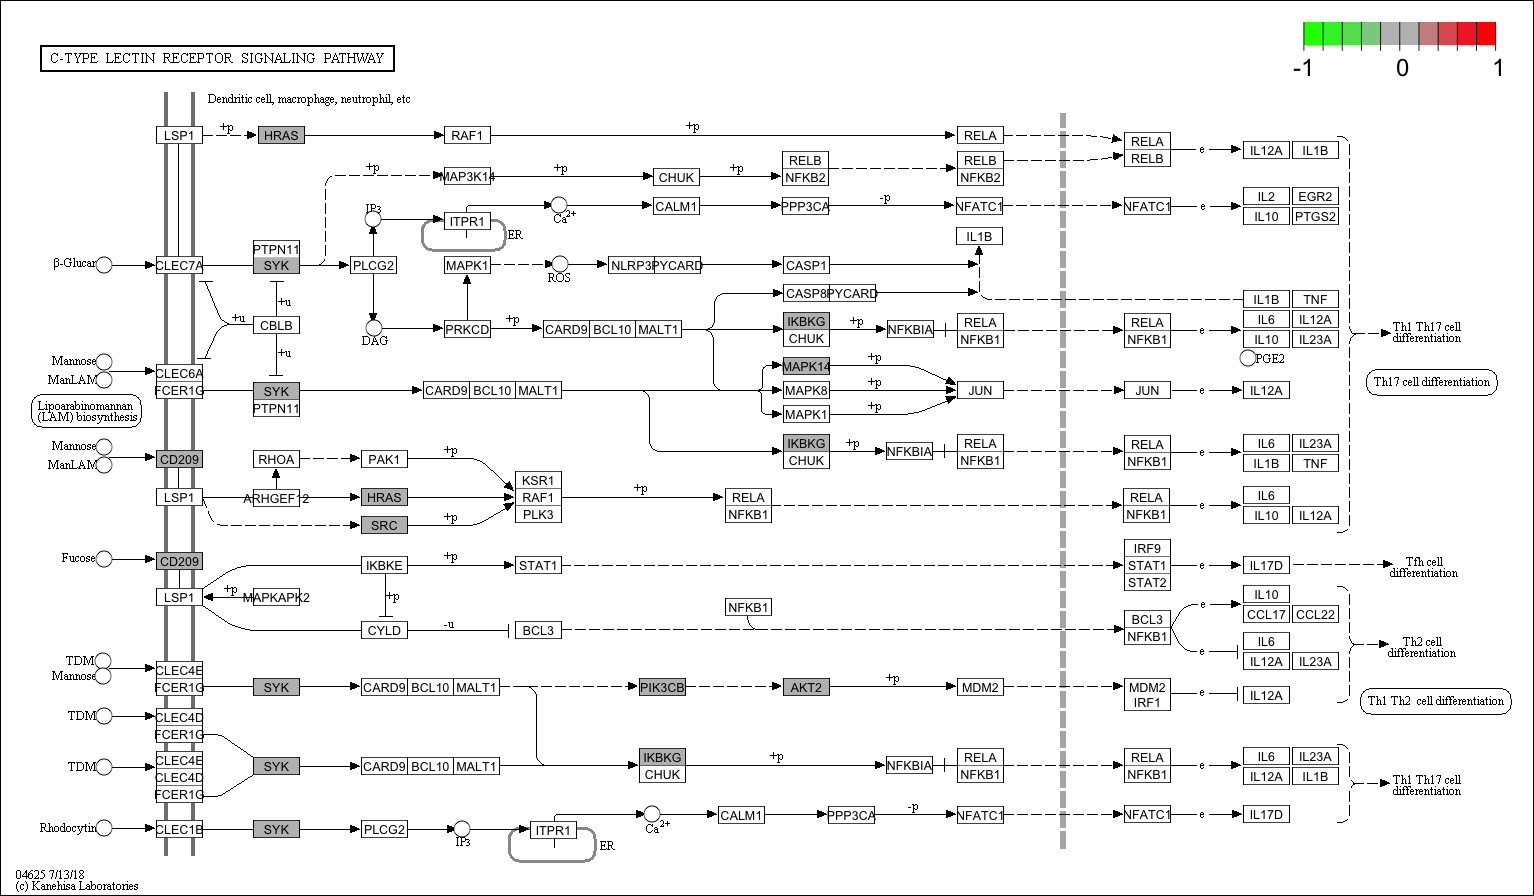 C-TYPE LECTIN RECEPTOR SIGNALING PATHWAY
-1 0 1
Dendritic cell, macrophage, neutrophil, etc
LSP1 +p HRAS RAF1 +p RELA RELA
RELB
e IL12A IL1B
+p MAP3K14 +p CHUK +p RELB
NFKB2
RELB
NFKB2
IP3 ITPR1 ER Ca2+ CALM1 PPP3CA -p NFATC1 NFATC1 e IL2 EGR2
IL10 PTGS2
IL1B
β-Glucan CLEC7A PTPN11
SYK PLCG2 MAPK1 ROS NLRP3 PYCARD CASP1
CASP8 PYCARD
+u +u CBLB
DAG PRKCD +p CARD9 BCL10 MALT1 IKBKG
CHUK
+p NFKBIA RELA
NFKB1
RELA
NFKB1
e IL1B TNF
IL6 IL12A
IL10 IL23A
PGE2
Th1 Th17 cell
differentiation
Th17 cell differentiation
Mannose
ManLAM
CLEC6A
FCER1G
+u
SYK
PTPN11
CARD9 BCL10 MALT1
MAPK14 +p
MAPK8 +p JUN JUN e IL12A
MAPK1 +p
Lipoarabinomannan
(LAM) biosynthesis
IKBKG
CHUK
+p NFKBIA RELA
NFKB1
RELA
NFKB1
e IL6 IL23A
IL1B TNF
Mannose
ManLAM
CD209 RHOA PAK1 +p
LSP1 ARHGEF12 HRAS KSR1
RAF1
PLK3
+p RELA
NFKB1
RELA
NFKB1
e IL6
IL10 IL12A
SRC +p
Fucose CD209 IKBKE +p STAT1 IRF9
STAT1
STAT2
e IL17D Tfh cell
differentiation
LSP1 +p MAPKAPK2 +p
CYLD -u BCL3 NFKB1 BCL3
NFKB1
e IL10
CCL17 CCL22
e IL6
IL12A IL23A
Th2 cell
differentiation
TDM
Mannose
CLEC4E
FCER1G
SYK CARD9 BCL10 MALT1 PIK3CB AKT2 +p MDM2 MDM2
IRF1
e IL12A
Th1 Th2 cell differentiation
TDM CLEC4D
FCER1G
TDM CLEC4E
CLEC4D
FCER1G
SYK CARD9 BCL10 MALT1 IKBKG
CHUK
+p NFKBIA RELA
NFKB1
RELA
NFKB1
e IL6 IL23A
IL12A IL1B
Th1 Th17 cell
differentiation
Rhodocytin CLEC1B SYK PLCG2 IP3 ITPR1 ER Ca2+ CALM1 PPP3CA -p NFATC1 NFATC1 e IL17D
04625 7/13/18
(c) Kanehisa Laboratories